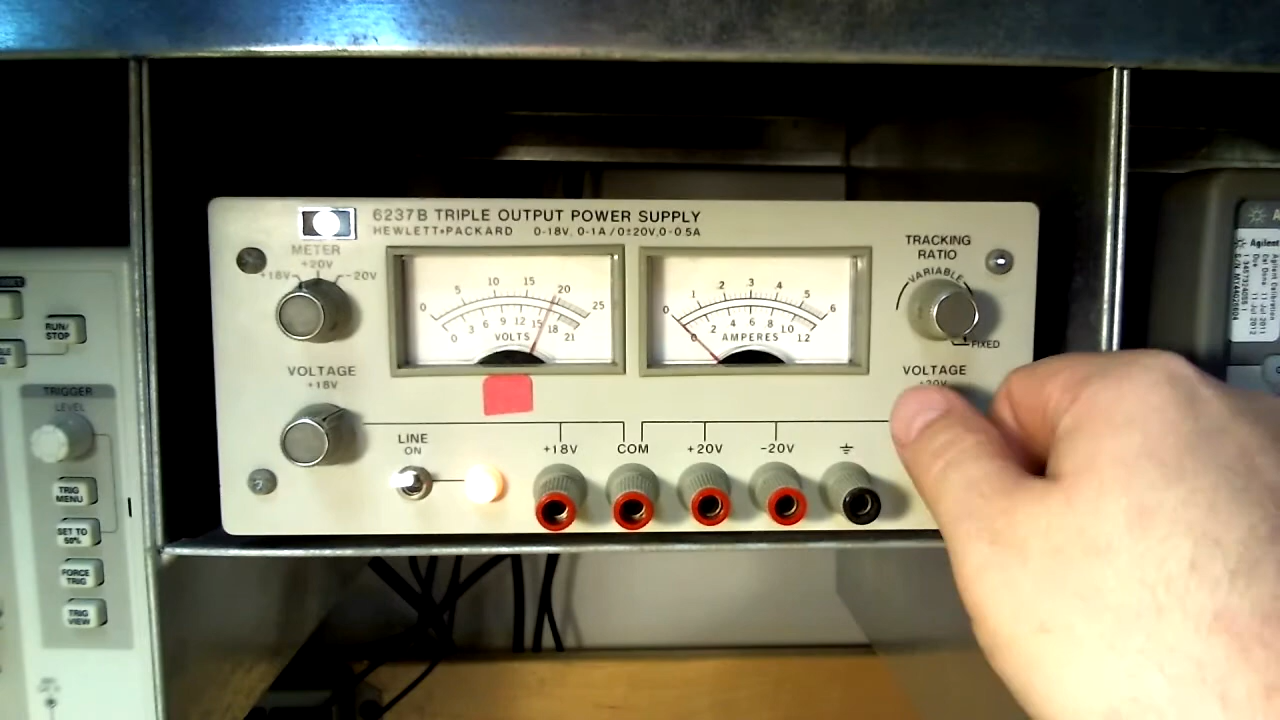 6237B TRIPLE OUTPUT POWER SUPPLY
HEWLETT•PACKARD 0-18V, 0-1A/0±20V,0-0.5A
METER
+20V
+18V
-20V
VOLTAGE
+18V
0 5 10 15 20 25
0 3 6 9 12 15 18 21
VOLTS
0 .1 .2 .3 .4 .5 .6
0 2 4 6 8 10 12
AMPERES
TRACKING
RATIO
VARIABLE
FIXED
VOLTAGE
±20V
LINE
ON
+18V
COM
+20V
-20V
RUN/
STOP
TRIGGER
LEVEL
TRIG
MENU
SET TO
50%
FORCE
TRIG
TRIG
VIEW
Agilent